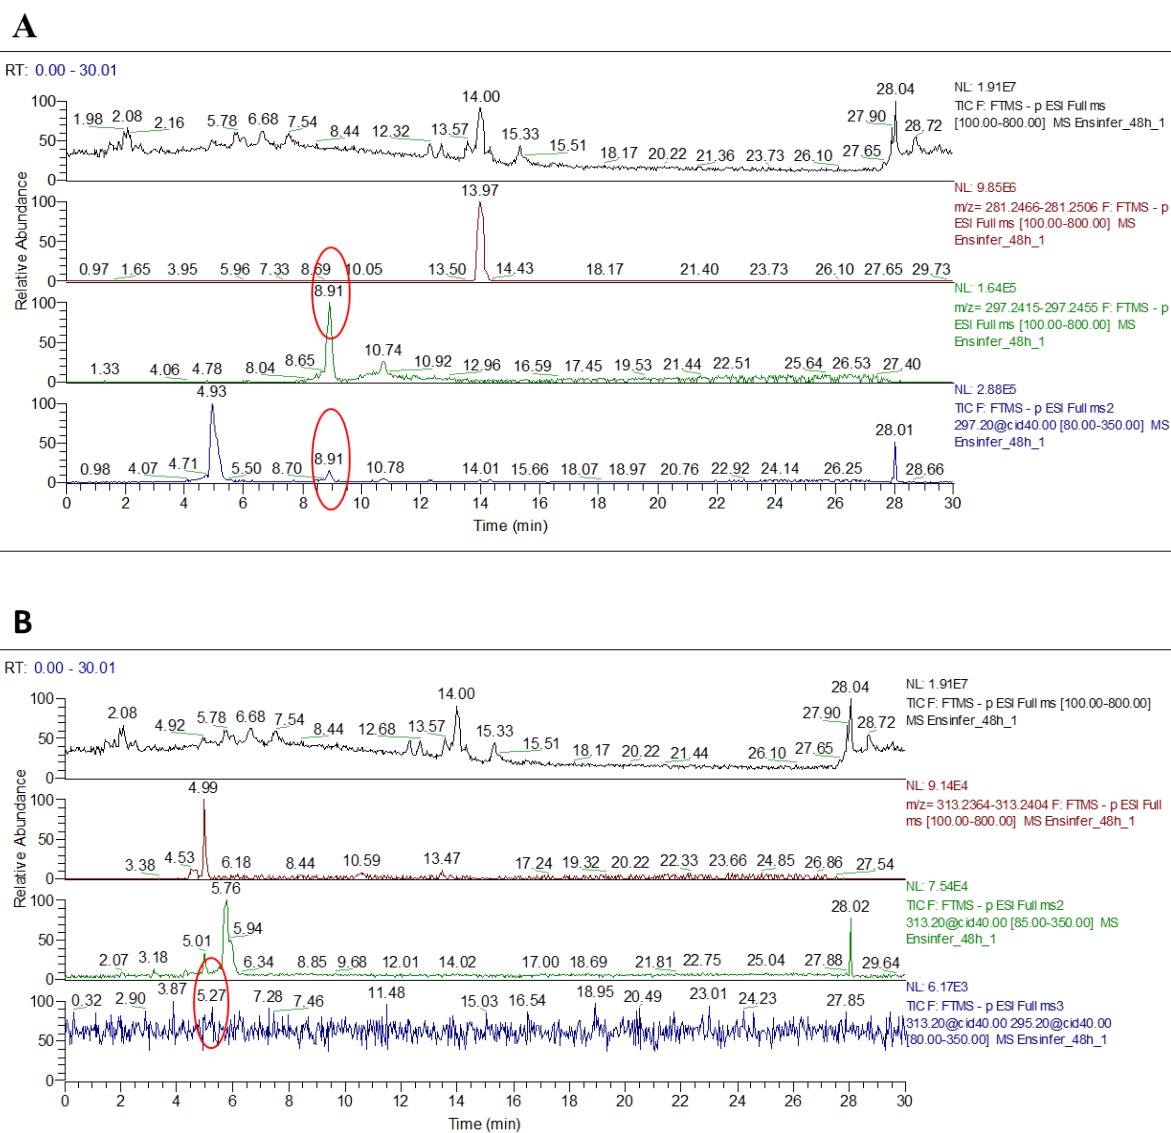 A
RT: 0.00 - 30.01
Relative Abundance
100
50
0
1.98 2.08 2.16 5.78 6.68 7.54 8.44 12.32 13.57 14.00 15.33 15.51 18.17 20.22 21.36 23.73 26.10 27.65 27.90 28.04 28.72
NL: 1.91E7
TIC F: FTMS - p ESI Full ms
[100.00-800.00] MS Ensinfer_48h_1
100
50
0
0.97 1.65 3.95 5.96 7.33 8.69 10.05 13.50 13.97 14.43 18.17 21.40 23.73 26.10 27.65 29.73
NL: 9.85E6
m/z= 281.2466-281.2506 F: FTMS - p
ESI Full ms [100.00-800.00] MS
Ensinfer_48h_1
100
50
0
1.33 4.06 4.78 8.04 8.65 8.91 10.74 10.92 12.96 16.59 17.45 19.53 21.44 22.51 25.64 26.53 27.40
NL: 1.64E5
m/z= 297.2415-297.2455 F: FTMS - p
ESI Full ms [100.00-800.00] MS
Ensinfer_48h_1
100
50
0
0.98 4.07 4.71 4.93 5.50 8.70 8.91 10.78 14.01 15.66 18.07 18.97 20.76 22.92 24.14 26.25 28.01 28.66
NL: 2.88E5
TIC F: FTMS - p ESI Full ms2
297.20@cid40.00 [80.00-350.00] MS
Ensinfer_48h_1
0 2 4 6 8 10 12 14 16 18 20 22 24 26 28 30
Time (min)
B
RT: 0.00 - 30.01
Relative Abundance
100
50
0
2.08 4.92 5.78 6.68 7.54 8.44 12.68 13.57 14.00 15.33 15.51 18.17 20.22 21.44 26.10 27.65 27.90 28.04 28.72
NL: 1.91E7
TIC F: FTMS - p ESI Full ms [100.00-800.00]
MS Ensinfer_48h_1
100
50
0
3.38 4.53 4.99 6.18 8.44 10.59 13.47 17.24 19.32 20.22 22.33 23.66 24.85 26.86 27.54
NL: 9.14E4
m/z= 313.2364-313.2404 F: FTMS - p ESI Full
ms [100.00-800.00] MS Ensinfer_48h_1
100
50
0
2.07 3.18 5.01 5.76 5.94 6.34 8.85 9.68 12.01 14.02 17.00 18.69 21.81 22.75 25.04 27.88 28.02 29.64
NL: 7.54E4
TIC F: FTMS - p ESI Full ms2
313.20@cid40.00 [85.00-350.00] MS
Ensinfer_48h_1
100
50
0
0.32 2.90 3.87 5.27 7.28 7.46 11.48 15.03 16.54 18.95 20.49 23.01 24.23 27.85
NL: 6.17E3
TIC F: FTMS - p ESI Full ms3
313.20@cid40.00 295.20@cid40.00
[80.00-350.00] MS Ensinfer_48h_1
0 2 4 6 8 10 12 14 16 18 20 22 24 26 28 30
Time (min)